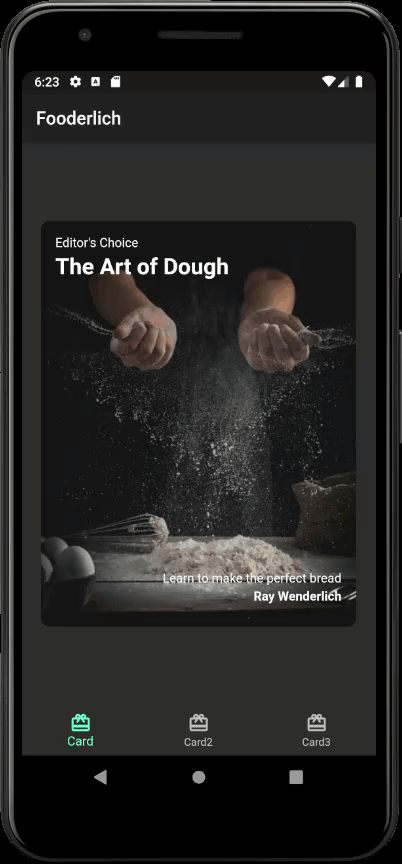 6:23
Fooderlich
Editor's Choice
The Art of Dough
Learn to make the perfect bread
Ray Wenderlich
Card
Card2
Card3